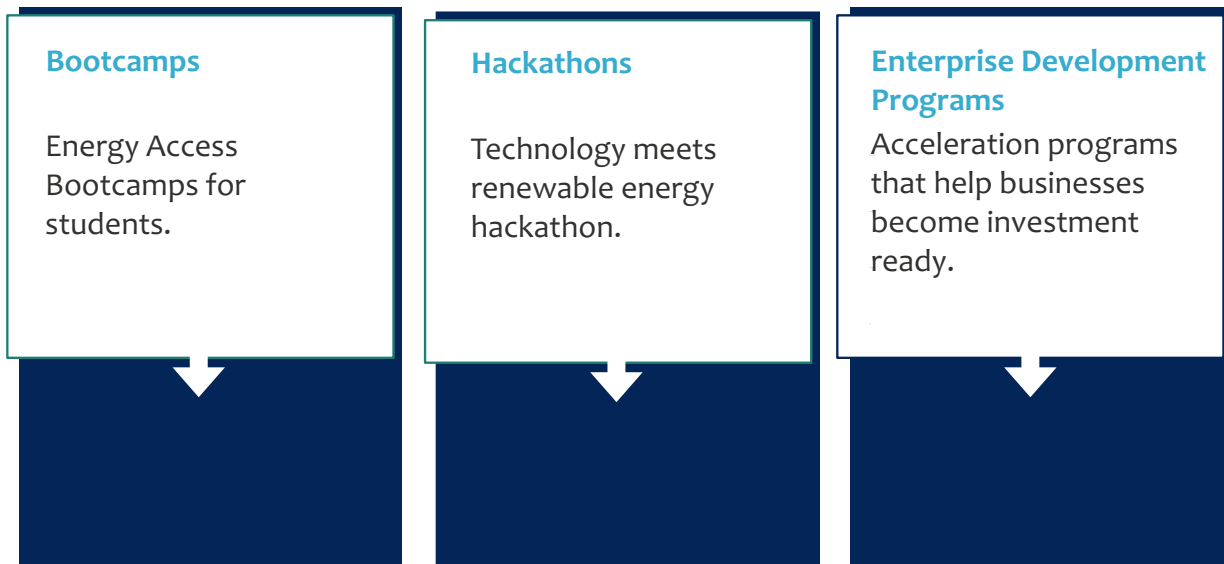 Bootcamps
Energy Access
Bootcamps for
students.
Hackathons
Technology meets
renewable energy
hackathon.
Enterprise Development
Programs
Acceleration programs
that help businesses
become investment
ready.